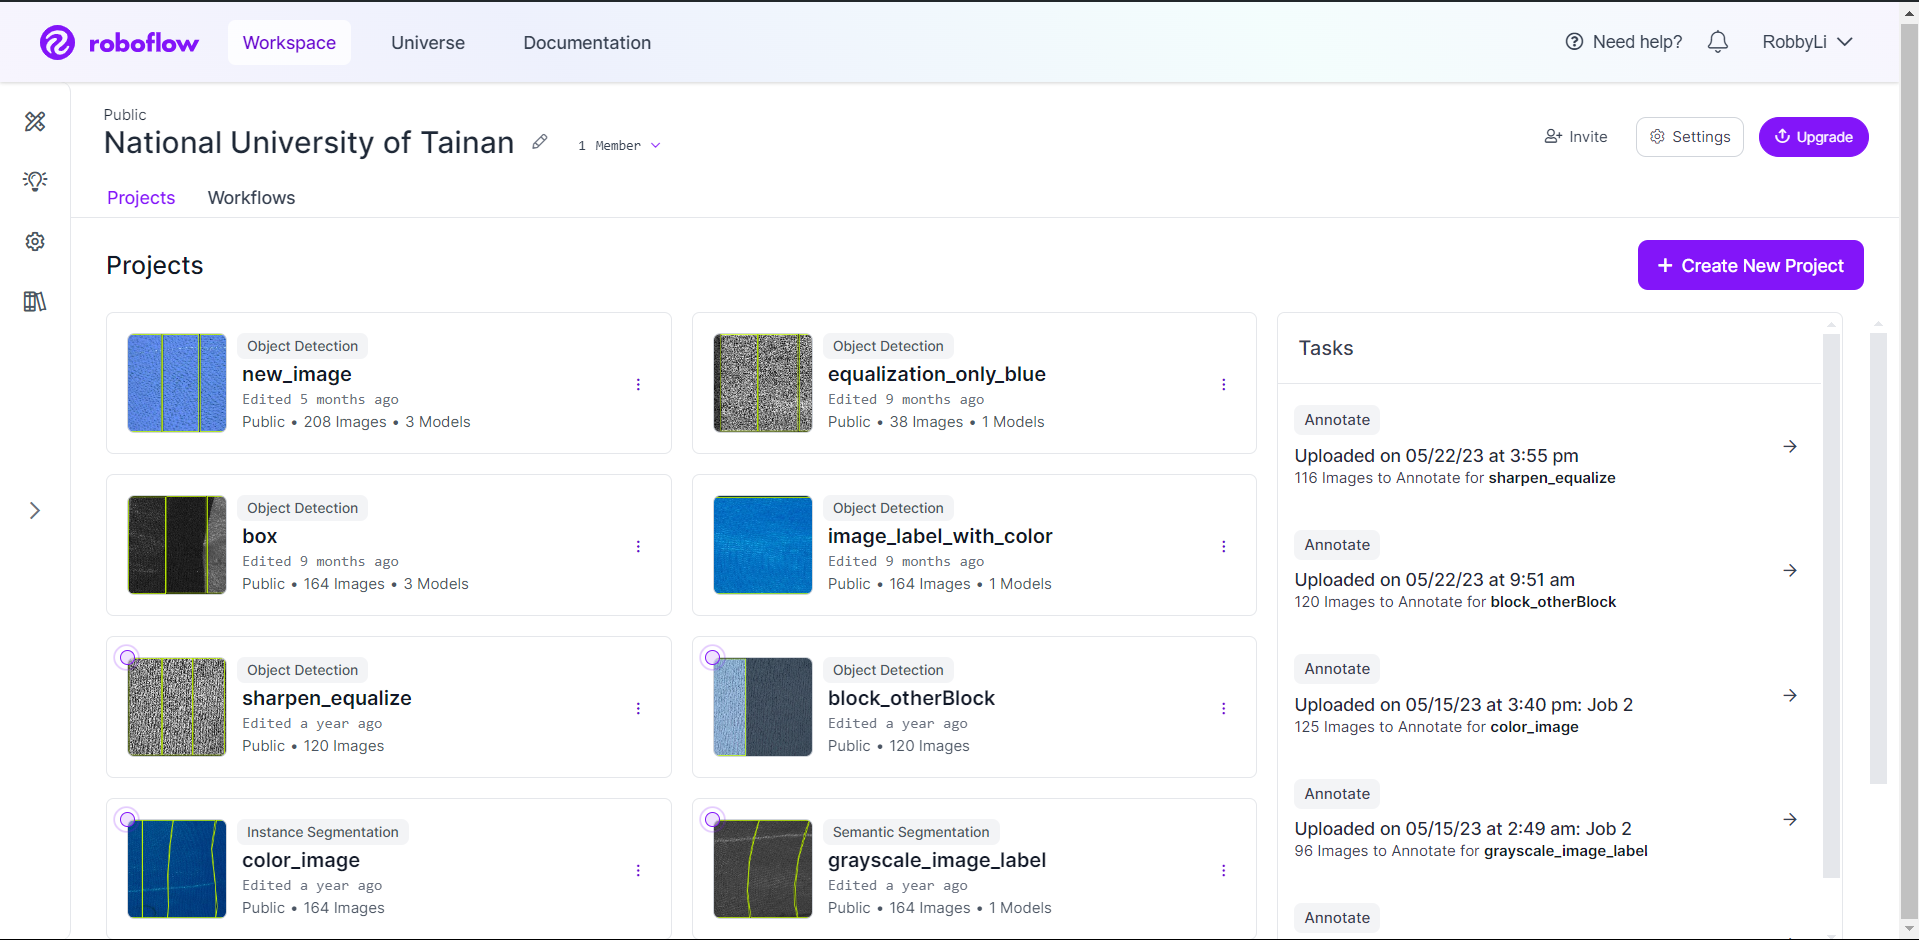 roboflow
Workspace
Universe
Documentation
Need help?
RobbyLi
Public
National University of Tainan
1 Member
Invite
Settings
Upgrade
Projects
Workflows
Projects
+ Create New Project
Object Detection
new_image
Edited 5 months ago
Public • 208 Images • 3 Models
Object Detection
equalization_only_blue
Edited 9 months ago
Public • 38 Images • 1 Models
Object Detection
box
Edited 9 months ago
Public • 164 Images • 3 Models
Object Detection
image_label_with_color
Edited 9 months ago
Public • 164 Images • 1 Models
Object Detection
sharpen_equalize
Edited a year ago
Public • 120 Images
Object Detection
block_otherBlock
Edited a year ago
Public • 120 Images
Instance Segmentation
color_image
Edited a year ago
Public • 164 Images
Semantic Segmentation
grayscale_image_label
Edited a year ago
Public • 164 Images • 1 Models
Tasks
Annotate
Uploaded on 05/22/23 at 3:55 pm
116 Images to Annotate for sharpen_equalize
Annotate
Uploaded on 05/22/23 at 9:51 am
120 Images to Annotate for block_otherBlock
Annotate
Uploaded on 05/15/23 at 3:40 pm: Job 2
125 Images to Annotate for color_image
Annotate
Uploaded on 05/15/23 at 2:49 am: Job 2
96 Images to Annotate for grayscale_image_label
Annotate